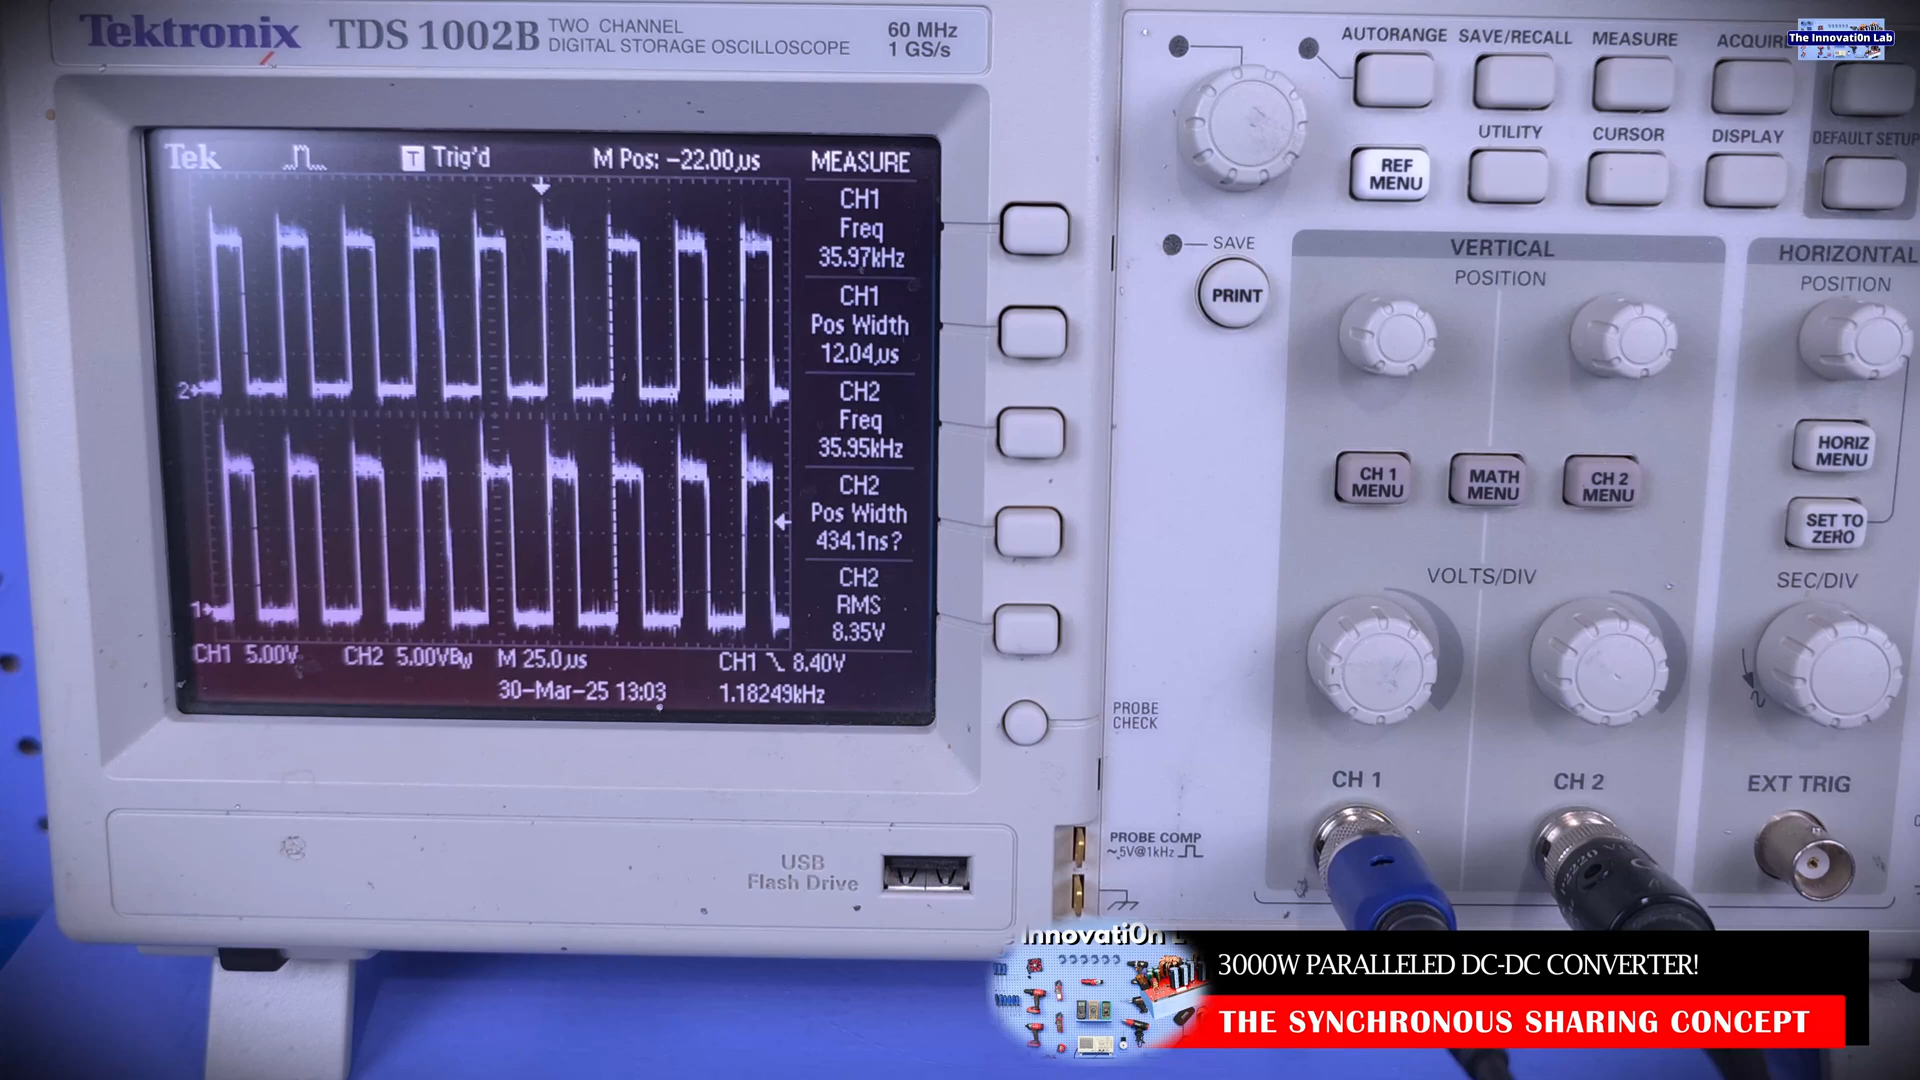 Tektronix TDS 1002B TWO CHANNEL
DIGITAL STORAGE OSCILLOSCOPE
60 MHz
1 GS/s
Tek T Trig'd M Pos: -22.00µs MEASURE
CH1
Freq
35.97kHz
CH1
Pos Width
12.04µs
CH2
Freq
35.95kHz
CH2
Pos Width
434.1ns?
CH2
RMS
8.35V
2
1
CH1 5.00V CH2 5.00VBW M 25.0µs CH1 8.40V
30-Mar-25 13:03 1.18249kHz
USB
Flash Drive
AUTORANGE SAVE/RECALL MEASURE
The Innovati0n Lab
UTILITY CURSOR DISPLAY DEFAULT SETUP
REF
MENU
SAVE
PRINT
VERTICAL
POSITION
HORIZONTAL
POSITION
CH 1
MENU
MATH
MENU
CH 2
MENU
HORIZ
MENU
SET TO
ZERO
VOLTS/DIV
SEC/DIV
PROBE
CHECK
CH 1 CH 2 EXT TRIG
PROBE COMP
~5V@1kHz
Innovati0n
3000W PARALLELED DC-DC CONVERTER!
THE SYNCHRONOUS SHARING CONCEPT